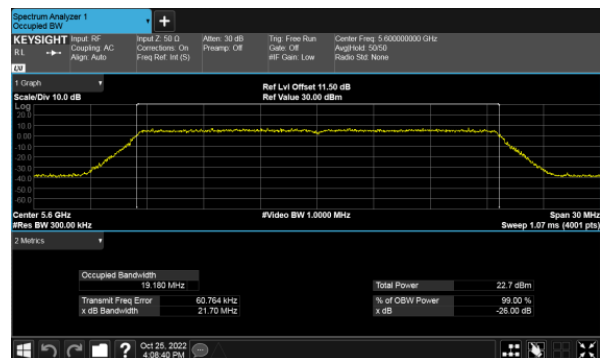 Spectrum Analyzer 1
Occupied BW
KEYSIGHT
RL
Input: RF
Coupling: AC
Align: Auto
Input Z: 50 Ω
Corrections: On
Freq Ref: Int (S)
Atten: 30 dB
Preamp: Off
Trig: Free Run
Gate: Off
#IF Gain: Low
Center Freq: 5.600000000 GHz
Avg|Hold: 50/50
Radio Std: None
LXI
1 Graph
Scale/Div 10.0 dB
Ref Lvl Offset 11.50 dB
Ref Value 30.00 dBm
Log
20.0
10.0
0.00
-10.0
-20.0
-30.0
-40.0
-50.0
-60.0
Center 5.6 GHz
#Res BW 300.00 kHz
#Video BW 1.0000 MHz
Span 30 MHz
Sweep 1.07 ms (4001 pts)
2 Metrics
Occupied Bandwidth
19.180 MHz
Total Power 22.7 dBm
Transmit Freq Error 60.764 kHz
% of OBW Power 99.00 %
x dB Bandwidth 21.70 MHz
x dB -26.00 dB
?
Oct 25, 2022
4:08:40 PM